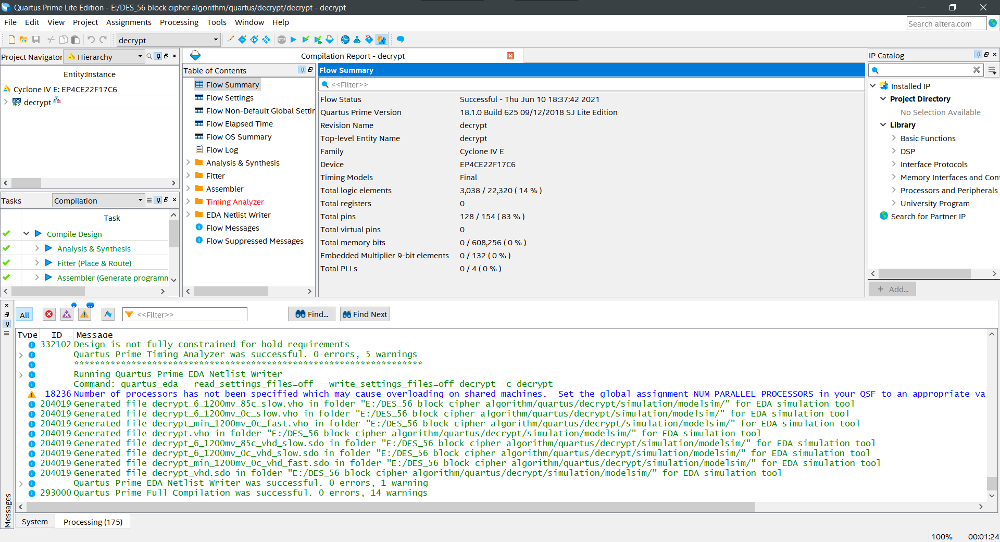 Quartus Prime Lite Edition - E:/DES_56 block cipher algorithm/quartus/decrypt/decrypt - decrypt
File Edit View Project Assignments Processing Tools Window Help
Search altera.com
decrypt
STOP
Project Navigator Hierarchy
Entity:Instance
Cyclone IV E: EP4CE22F17C6
abc VHD decrypt
Tasks Compilation
Task
Compile Design
Analysis & Synthesis
Fitter (Place & Route)
Assembler (Generate programm
Compilation Report - decrypt
Table of Contents
Flow Summary
Flow Settings
Flow Non-Default Global Settin
Flow Elapsed Time
Flow OS Summary
Flow Log
Analysis & Synthesis
Fitter
Assembler
Timing Analyzer
EDA Netlist Writer
Flow Messages
Flow Suppressed Messages
Flow Summary
<<Filter>>
Flow Status Successful - Thu Jun 10 18:37:42 2021
Quartus Prime Version 18.1.0 Build 625 09/12/2018 SJ Lite Edition
Revision Name decrypt
Top-level Entity Name decrypt
Family Cyclone IV E
Device EP4CE22F17C6
Timing Models Final
Total logic elements 3,038 / 22,320 ( 14 % )
Total registers 0
Total pins 128 / 154 ( 83 % )
Total virtual pins 0
Total memory bits 0 / 608,256 ( 0 % )
Embedded Multiplier 9-bit elements 0 / 132 ( 0 % )
Total PLLs 0 / 4 ( 0 % )
IP Catalog
Installed IP
Project Directory
No Selection Available
Library
Basic Functions
DSP
Interface Protocols
Memory Interfaces and Cont
Processors and Peripherals
University Program
Search for Partner IP
+ Add...
All <<Filter>> Find... Find Next
Type ID Message
332102 Design is not fully constrained for hold requirements
Quartus Prime Timing Analyzer was successful. 0 errors, 5 warnings
*******************************************************************
Running Quartus Prime EDA Netlist Writer
Command: quartus_eda --read_settings_files=off --write_settings_files=off decrypt -c decrypt
18236 Number of processors has not been specified which may cause overloading on shared machines.  Set the global assignment NUM_PARALLEL_PROCESSORS in your QSF to an appropriate va
204019 Generated file decrypt_6_1200mv_85c_slow.vho in folder "E:/DES_56 block cipher algorithm/quartus/decrypt/simulation/modelsim/" for EDA simulation tool
204019 Generated file decrypt_6_1200mv_0c_slow.vho in folder "E:/DES_56 block cipher algorithm/quartus/decrypt/simulation/modelsim/" for EDA simulation tool
204019 Generated file decrypt_min_1200mv_0c_fast.vho in folder "E:/DES_56 block cipher algorithm/quartus/decrypt/simulation/modelsim/" for EDA simulation tool
204019 Generated file decrypt.vho in folder "E:/DES_56 block cipher algorithm/quartus/decrypt/simulation/modelsim/" for EDA simulation tool
204019 Generated file decrypt_6_1200mv_85c_vhd_slow.sdo in folder "E:/DES_56 block cipher algorithm/quartus/decrypt/simulation/modelsim/" for EDA simulation tool
204019 Generated file decrypt_6_1200mv_0c_vhd_slow.sdo in folder "E:/DES_56 block cipher algorithm/quartus/decrypt/simulation/modelsim/" for EDA simulation tool
204019 Generated file decrypt_min_1200mv_0c_vhd_fast.sdo in folder "E:/DES_56 block cipher algorithm/quartus/decrypt/simulation/modelsim/" for EDA simulation tool
204019 Generated file decrypt_vhd.sdo in folder "E:/DES_56 block cipher algorithm/quartus/decrypt/simulation/modelsim/" for EDA simulation tool
Quartus Prime EDA Netlist Writer was successful. 0 errors, 1 warning
293000 Quartus Prime Full Compilation was successful. 0 errors, 14 warnings
Messages
System Processing (175)
100% 00:01:24